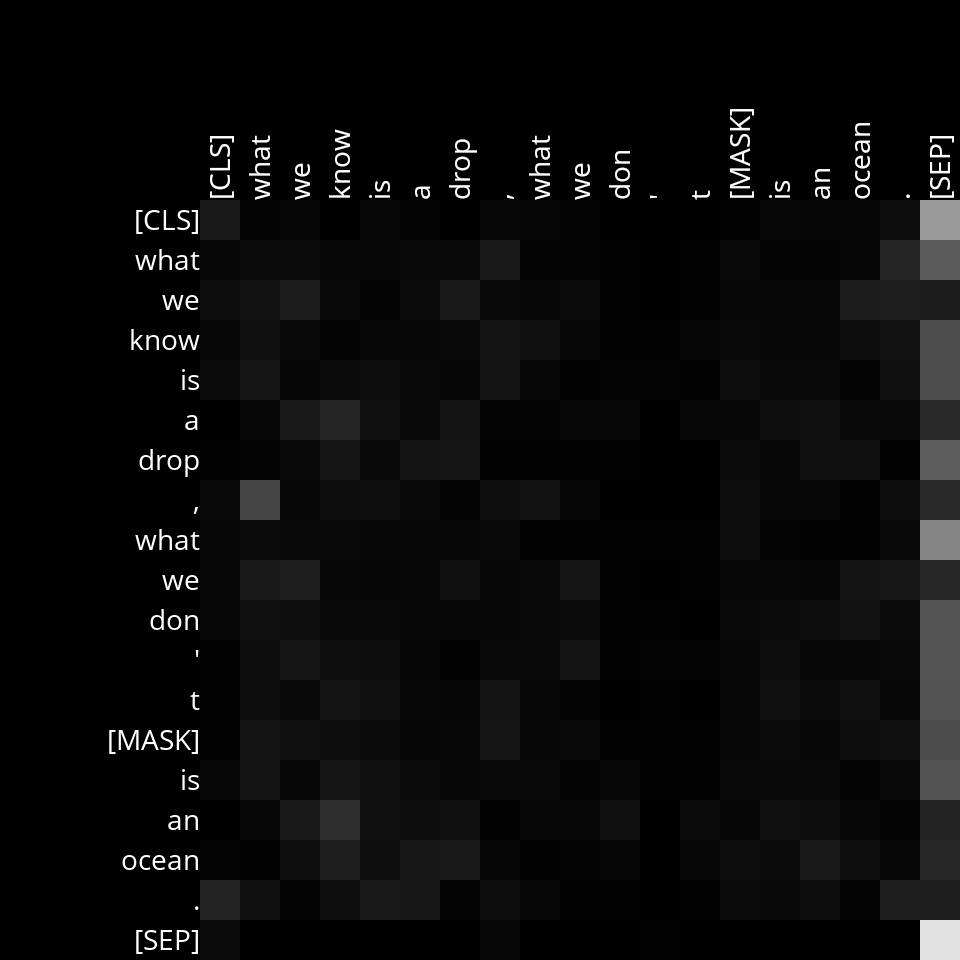 [CLS] what we know is a drop , what we don ' t [MASK] is an ocean . [SEP]
[CLS]
what
we
know
is
a
drop
,
what
we
don
'
t
[MASK]
is
an
ocean
.
[SEP]